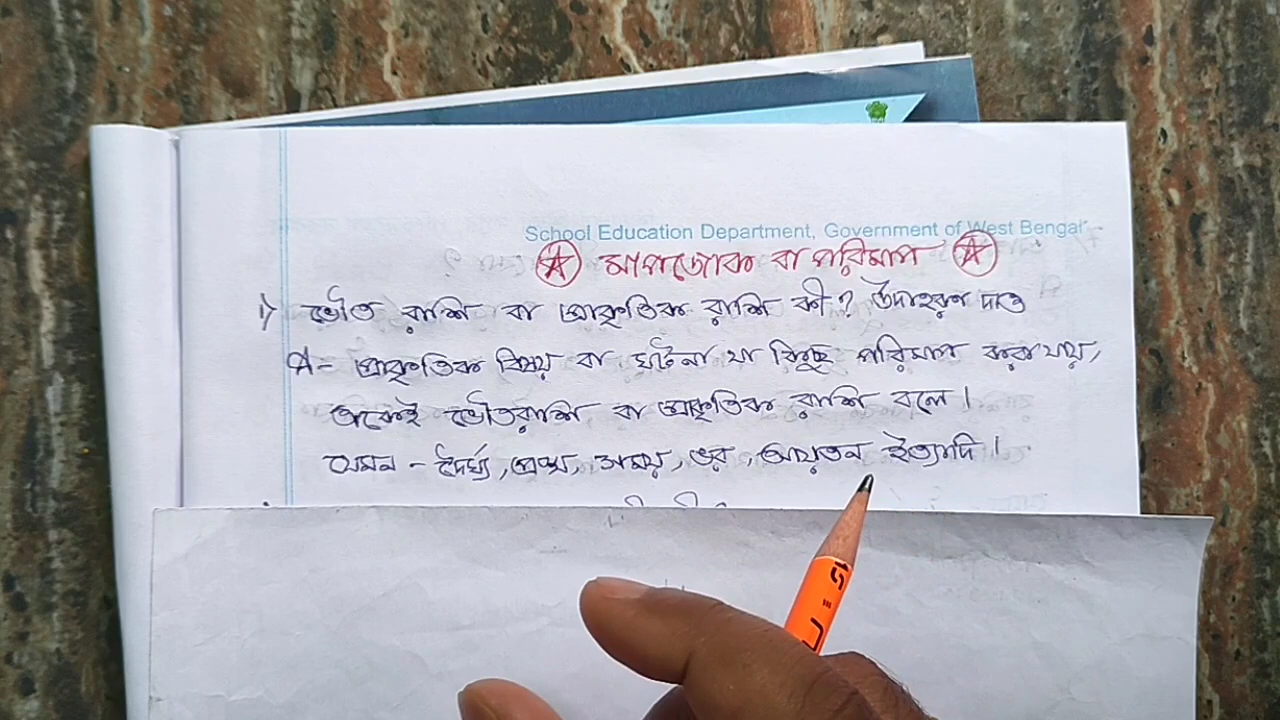 School Education Department, Government of West Bengal
মাপজোক বা পরিমাপ
1) ভৌত রাশি বা প্রাকৃতিক রাশি কী? উদাহরণ দাও
A- প্রাকৃতিক বিষয় বা ঘটনা যা কিছু পরিমাপ করা যায়,
তাকেই ভৌতরাশি বা প্রাকৃতিক রাশি বলে।
যেমন - দৈর্ঘ্য, প্রস্থ, সময়, ভর, আয়তন ইত্যাদি।
15